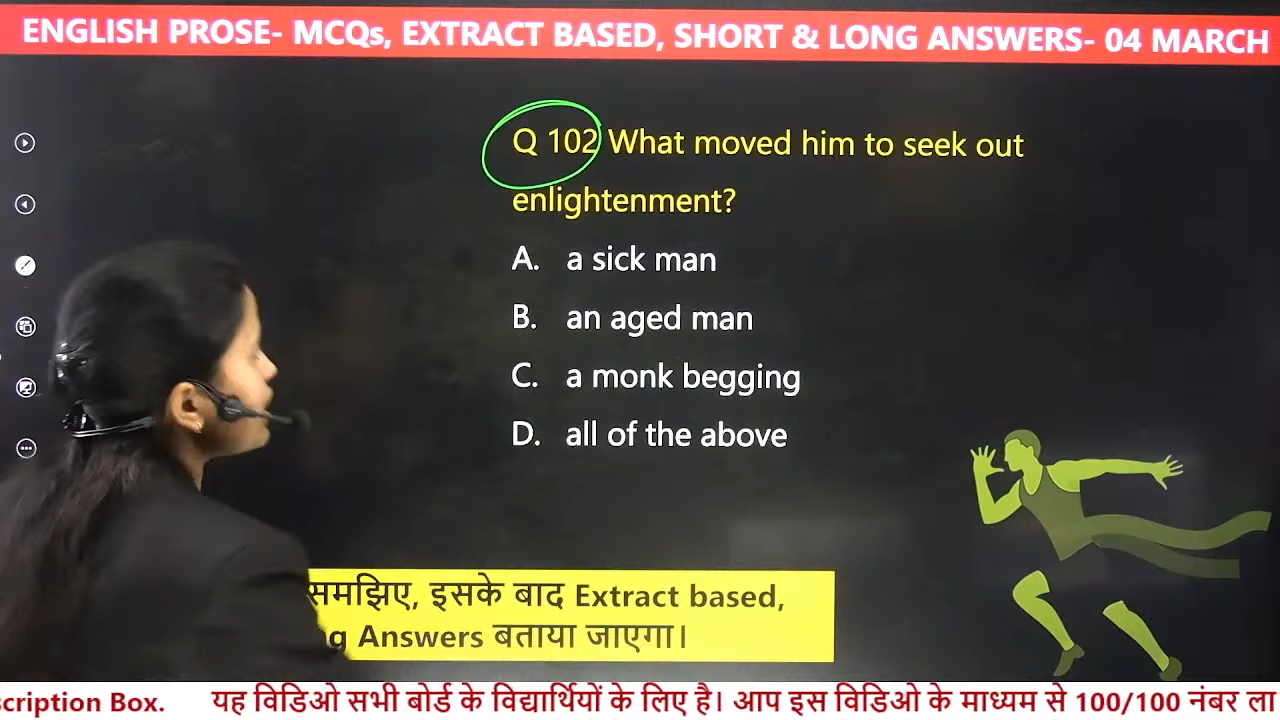 ENGLISH PROSE- MCQs, EXTRACT BASED, SHORT & LONG ANSWERS- 04 MARCH
Q 102 What moved him to seek out
enlightenment?
A. a sick man
B. an aged man
C. a monk begging
D. all of the above
समझिए, इसके बाद Extract based,
ng Answers बताया जाएगा।
scription Box. यह विडिओ सभी बोर्ड के विद्यार्थियों के लिए है। आप इस विडिओ के माध्यम से 100/100 नंबर ला